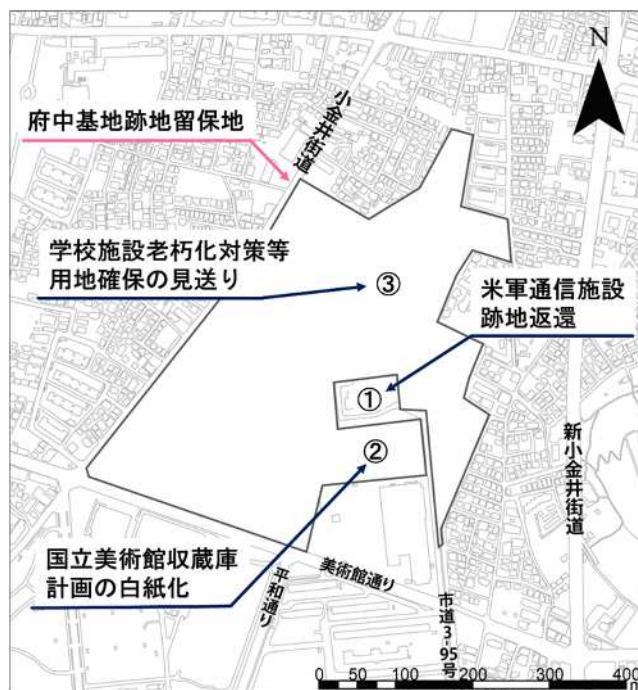 N
小金井街道
府中基地跡地留保地
学校施設老朽化対策等
用地確保の見送り
③
米軍通信施設
跡地返還
①
②
新小金井街道
国立美術館収蔵庫
計画の白紙化
美術館通り
平和通り
市道3-95号
0 50 100 200 300 400